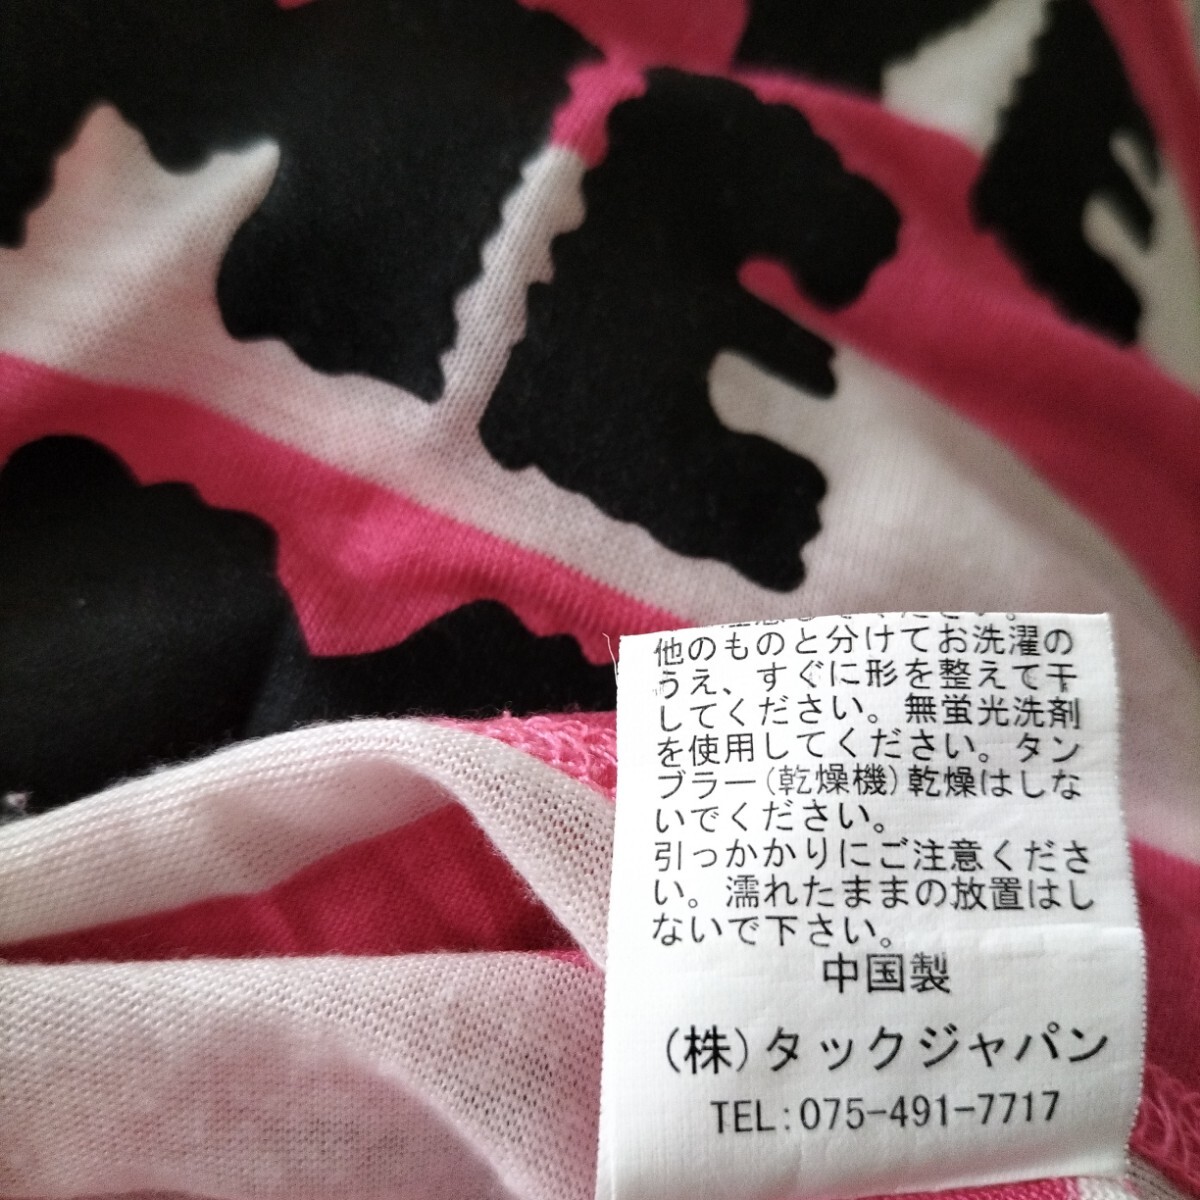 他のものと分けてお洗濯の
うえ、すぐに形を整えて干
してください。無蛍光洗剤
を使用してください。タン
ブラー(乾燥機)乾燥はしな
いでください。
引っかかりにご注意くださ
い。濡れたままの放置はし
ないで下さい。
中国製
(株)タックジャパン
TEL:075-491-7717